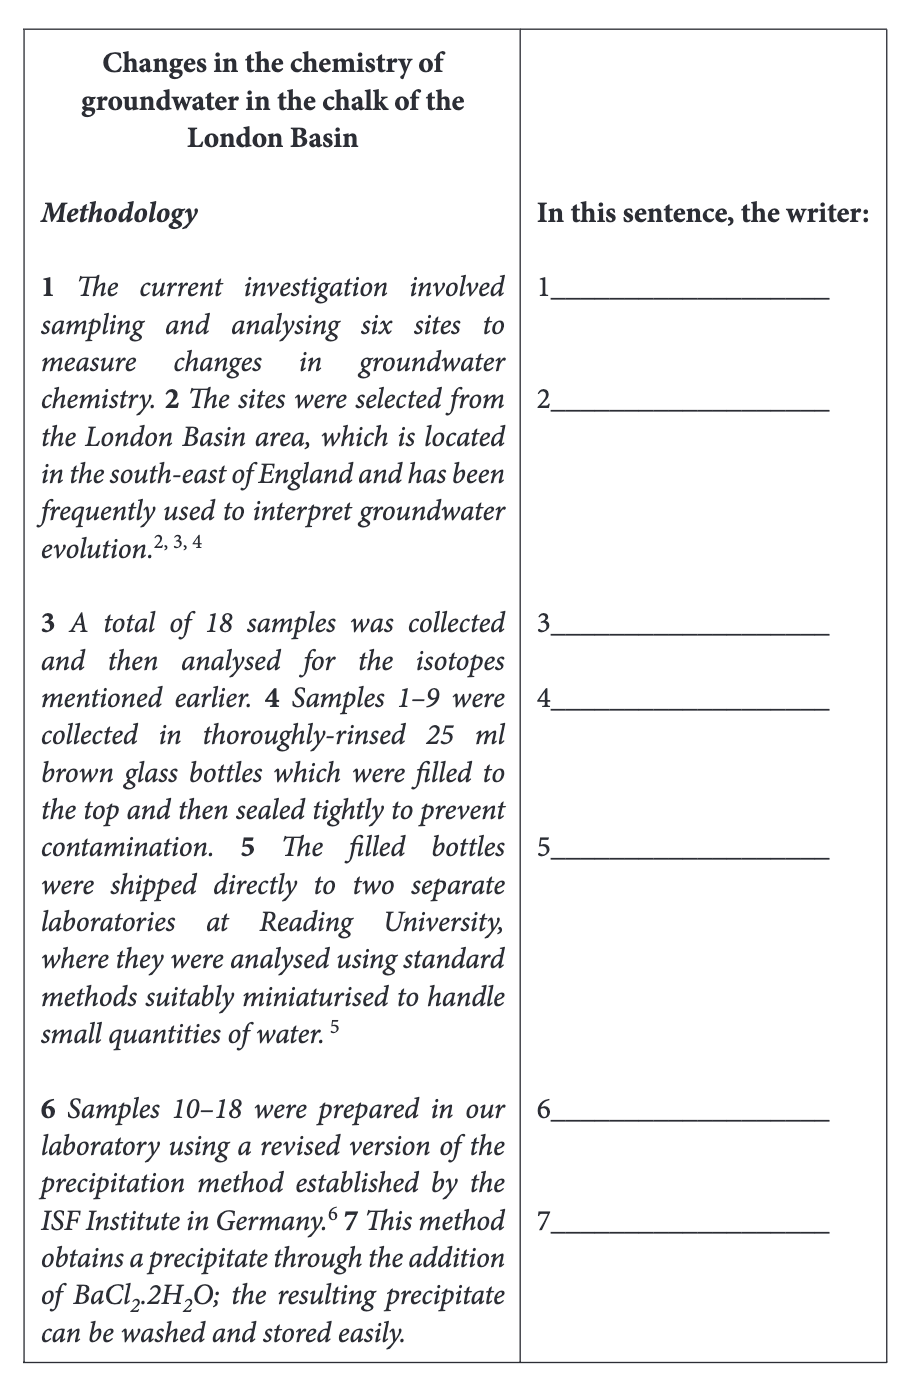 Changes in the chemistry of
groundwater in the chalk of the
London Basin
Methodology
In this sentence, the writer:
1 The current investigation involved
sampling and analysing six sites to
measure changes in groundwater
chemistry. 2 The sites were selected from
the London Basin area, which is located
in the south-east of England and has been
frequently used to interpret groundwater
evolution.2, 3, 4
1____________________
2____________________
3 A total of 18 samples was collected
and then analysed for the isotopes
mentioned earlier. 4 Samples 1–9 were
collected in thoroughly-rinsed 25 ml
brown glass bottles which were filled to
the top and then sealed tightly to prevent
contamination. 5 The filled bottles
were shipped directly to two separate
laboratories at Reading University,
where they were analysed using standard
methods suitably miniaturised to handle
small quantities of water. 5
3____________________
4____________________
5____________________
6 Samples 10–18 were prepared in our
laboratory using a revised version of the
precipitation method established by the
ISF Institute in Germany.6 7 This method
obtains a precipitate through the addition
of BaCl2.2H2O; the resulting precipitate
can be washed and stored easily.
6____________________
7____________________